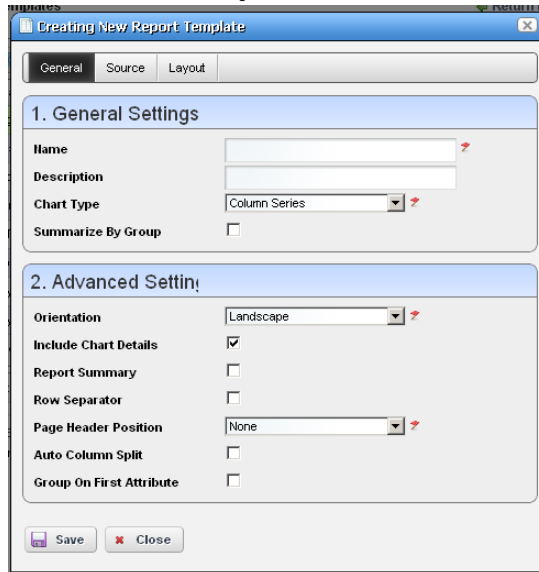 mplates Return
Creating New Report Template
General Source Layout
1. General Settings
Name
Description
Chart Type Column Series
Summarize By Group
2. Advanced Settin
Orientation Landscape
Include Chart Details
Report Summary
Row Separator
Page Header Position None
Auto Column Split
Group On First Attribute
Save Close